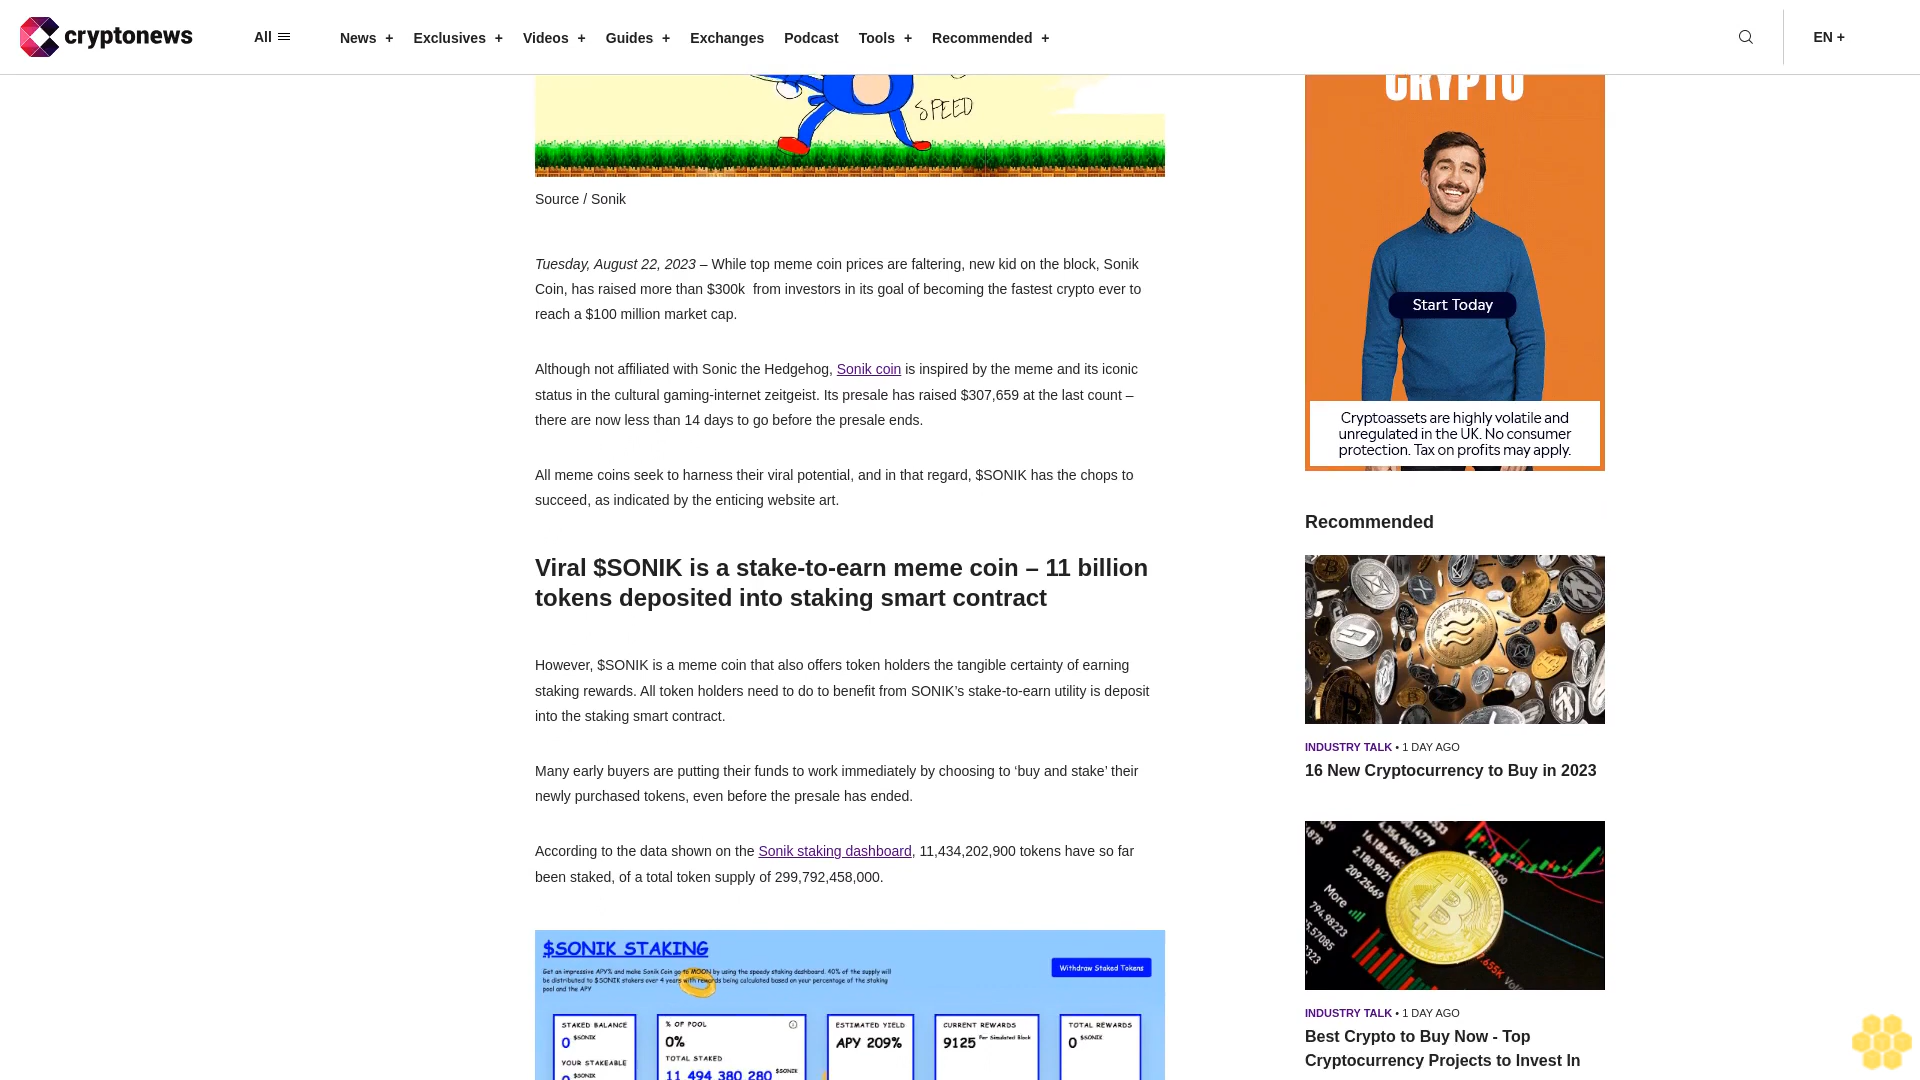 cryptonews All News + Exclusives + Videos + Guides + Exchanges Podcast Tools + Recommended + EN +
SPEED
CRYPTO
Source / Sonik
Tuesday, August 22, 2023 – While top meme coin prices are faltering, new kid on the block, Sonik
Coin, has raised more than $300k from investors in its goal of becoming the fastest crypto ever to
reach a $100 million market cap.
Although not affiliated with Sonic the Hedgehog, Sonik coin is inspired by the meme and its iconic
status in the cultural gaming-internet zeitgeist. Its presale has raised $307,659 at the last count –
there are now less than 14 days to go before the presale ends.
All meme coins seek to harness their viral potential, and in that regard, $SONIK has the chops to
succeed, as indicated by the enticing website art.
Viral $SONIK is a stake-to-earn meme coin – 11 billion
tokens deposited into staking smart contract
However, $SONIK is a meme coin that also offers token holders the tangible certainty of earning
staking rewards. All token holders need to do to benefit from SONIK’s stake-to-earn utility is deposit
into the staking smart contract.
Many early buyers are putting their funds to work immediately by choosing to ‘buy and stake’ their
newly purchased tokens, even before the presale has ended.
According to the data shown on the Sonik staking dashboard, 11,434,202,900 tokens have so far
been staked, of a total token supply of 299,792,458,000.
$SONIK STAKING
Get an impressive APY% and make Sonik Coin go to MOON by using the speedy staking dashboard. 40% of the supply will
be distributed to $SONIK stakers over 4 years with rewards being calculated based on your percentage of the staking
pool and the APY
Withdraw Staked Tokens
STAKED BALANCE
0 $SONIK
YOUR STAKEABLE
% OF POOL
0%
TOTAL STAKED
11,494,380,280 $SONIK
ESTIMATED YIELD
APY 209%
CURRENT REWARDS
9125 Per Simulated Block
TOTAL REWARDS
0 $SONIK
Start Today
Cryptoassets are highly volatile and
unregulated in the UK. No consumer
protection. Tax on profits may apply.
Recommended
INDUSTRY TALK • 1 DAY AGO
16 New Cryptocurrency to Buy in 2023
More
INDUSTRY TALK • 1 DAY AGO
Best Crypto to Buy Now - Top
Cryptocurrency Projects to Invest In